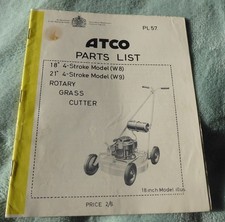 PL 57
ATCO
PARTS LIST
18" 4-Stroke Model (W8)
21" 4-Stroke Model (W9)
ROTARY
GRASS
CUTTER
18 inch Model
PRICE 2/6